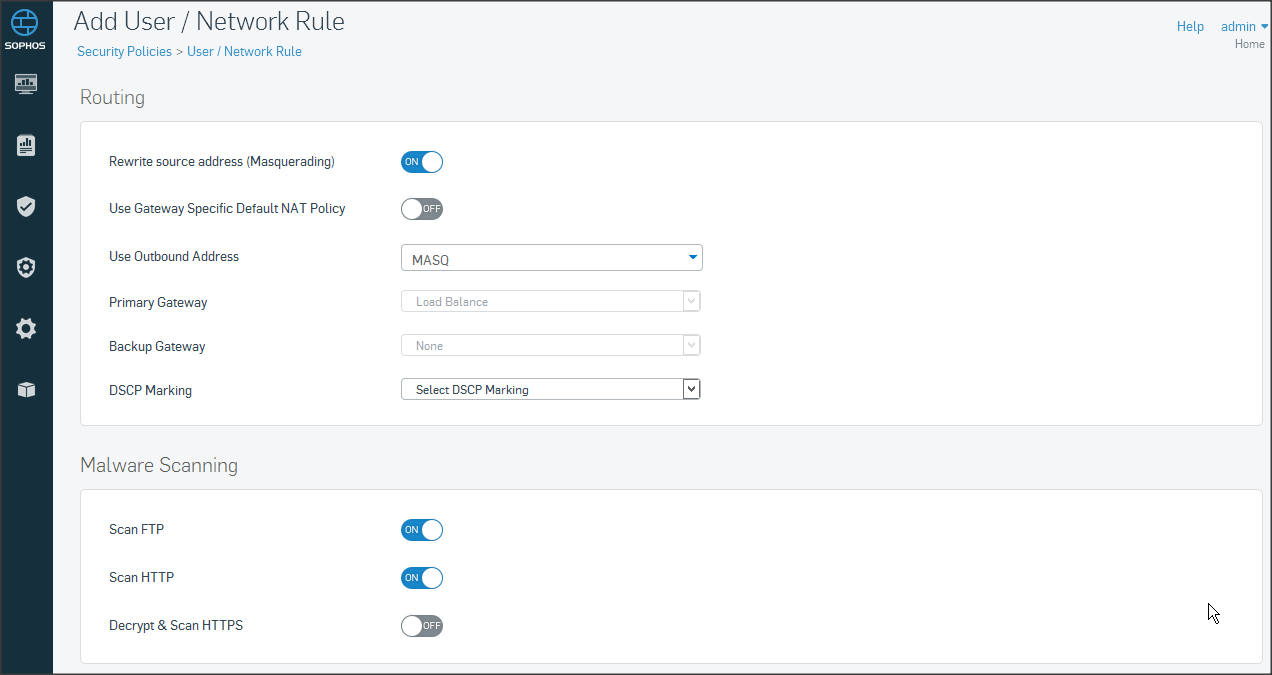 SOPHOS
Add User / Network Rule
Help admin
Security Policies > User / Network Rule
Home
Routing
Rewrite source address (Masquerading) ON
Use Gateway Specific Default NAT Policy OFF
Use Outbound Address MASQ
Primary Gateway Load Balance
Backup Gateway None
DSCP Marking Select DSCP Marking
Malware Scanning
Scan FTP ON
Scan HTTP ON
Decrypt & Scan HTTPS OFF